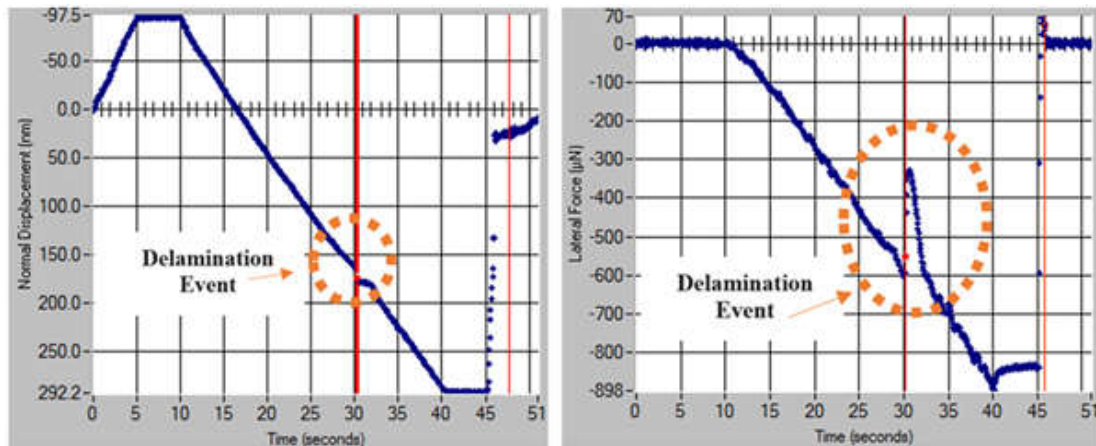 -97.5
-50.0
0.0
50.0
100.0
150.0
200.0
250.0
292.2
Normal Displacement (nm)
Delamination
Event
0 5 10 15 20 25 30 35 40 45 51
Time (seconds)
70
0
-100
-200
-300
-400
-500
-600
-700
-800
-898
Lateral Force (µN)
Delamination
Event
0 5 10 15 20 25 30 35 40 45 51
Time (seconds)